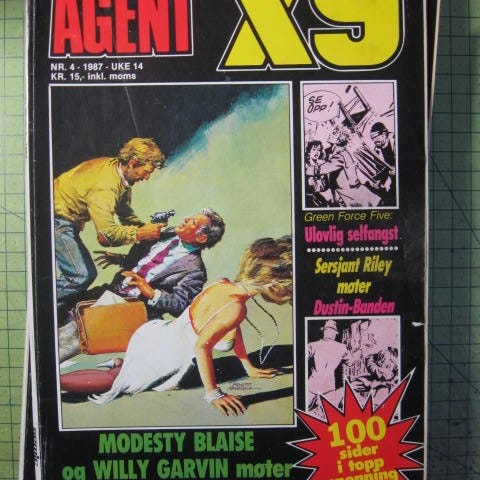 AGENT X9
NR. 4 - 1987 - UKE 14
KR. 15,- inkl. moms
SE OPP!
Green Force Five:
Ulovlig selfangst
Sersjant Riley
møter
Dustin-Banden
100
sider
i topp
spenning
MODESTY BLAISE
og WILLY GARVIN møter